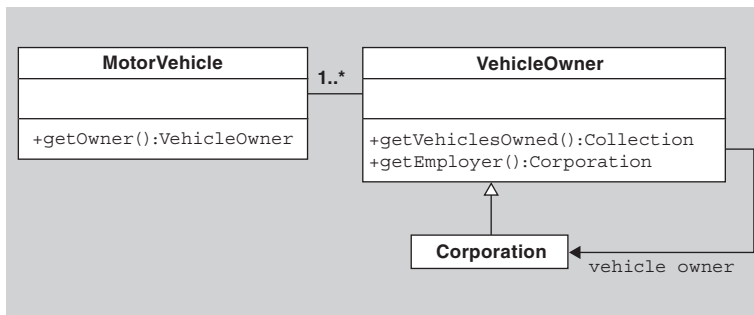 MotorVehicle
+getOwner():VehicleOwner
1..*
VehicleOwner
+getVehiclesOwned():Collection
+getEmployer():Corporation
Corporation
vehicle owner